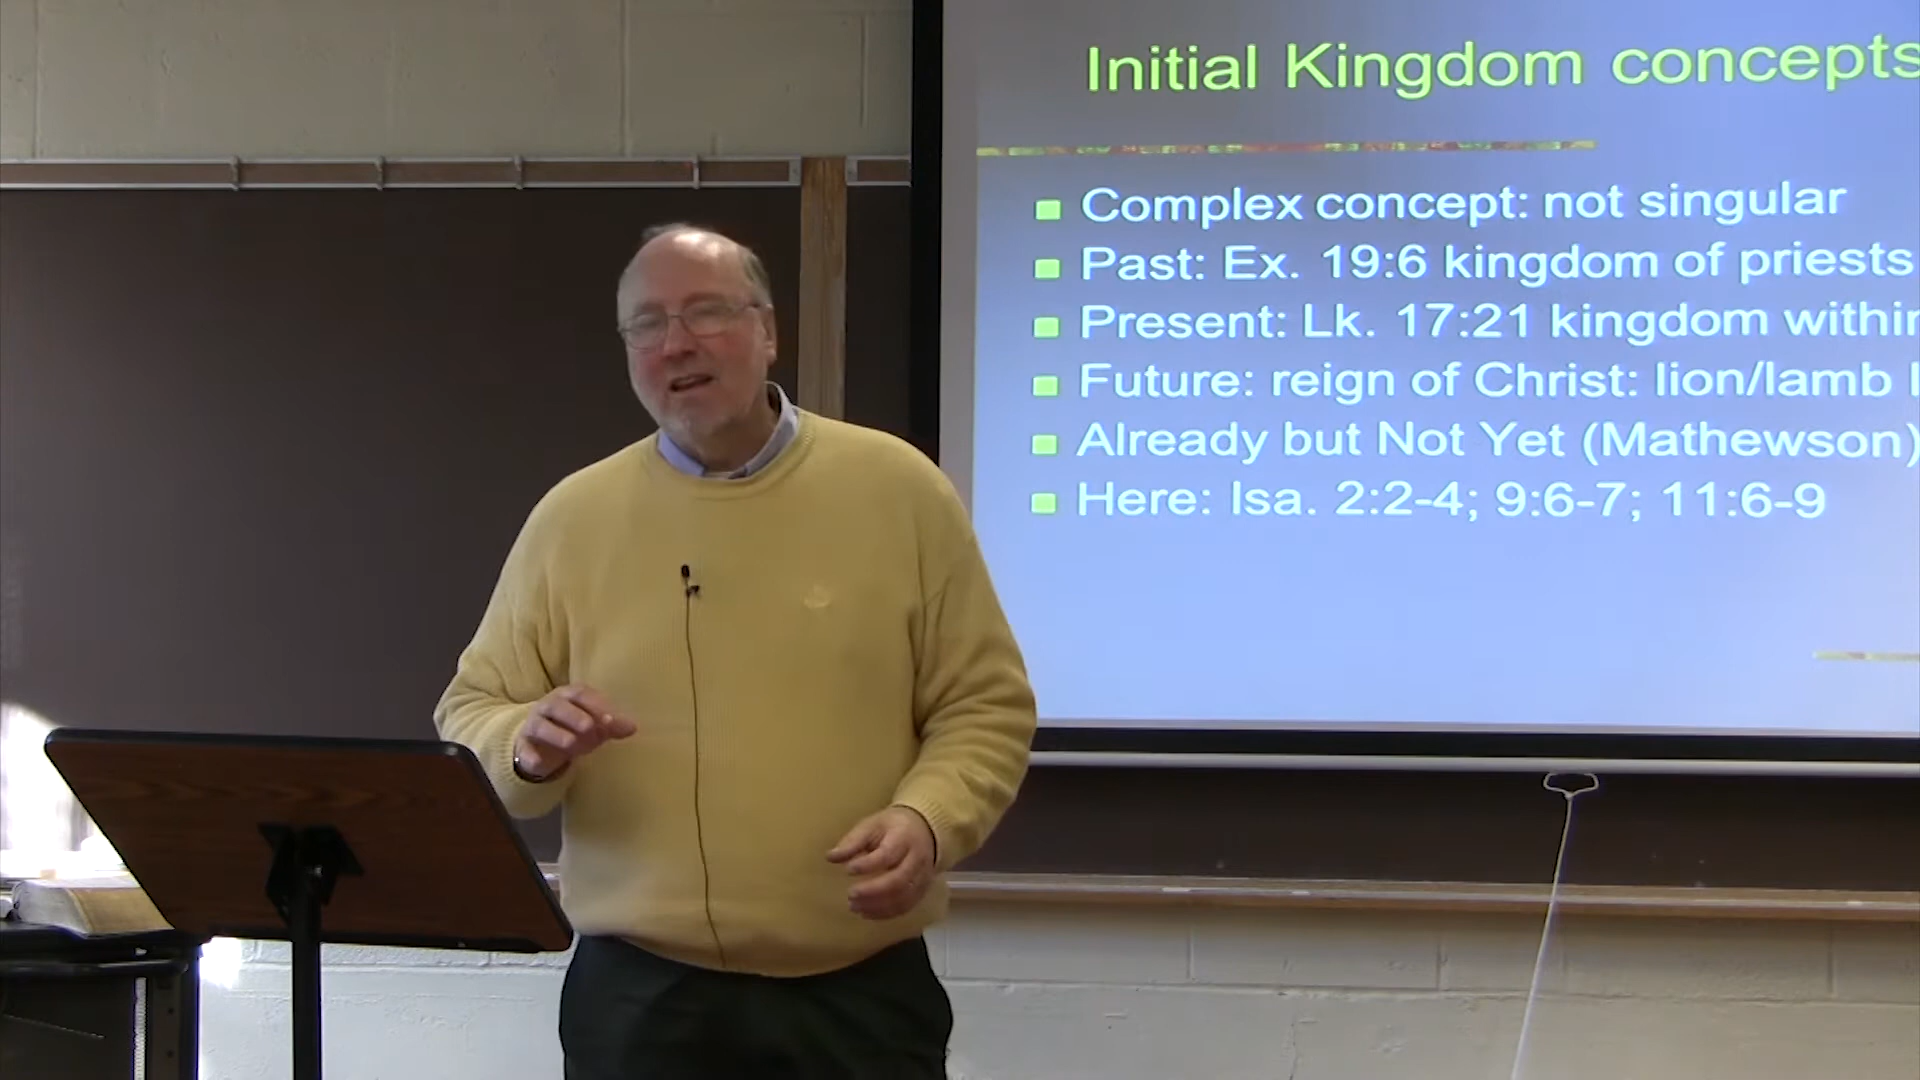 Initial Kingdom concepts
Complex concept: not singular
Past: Ex. 19:6 kingdom of priests
Present: Lk. 17:21 kingdom
Future: reign of Christ: lion/lamb
Already but Not Yet (Mathewson)
Here: Isa. 2:2-4; 9:6-7; 11:6-9